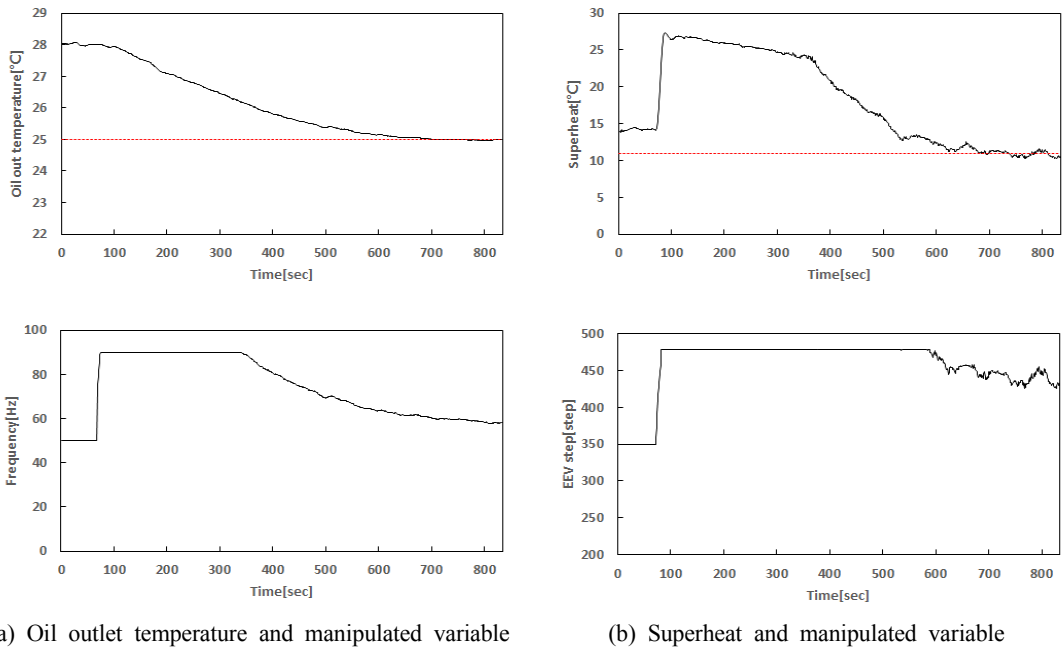 29
28
27
26
25
24
23
22
Oil out temperature[°C]
0 100 200 300 400 500 600 700 800
Time[sec]
30
25
20
15
10
5
0
Superheat[°C]
0 100 200 300 400 500 600 700 800
Time[sec]
100
80
60
40
20
0
Frequency[Hz]
0 100 200 300 400 500 600 700 800
Time[sec]
500
450
400
350
300
250
200
EEV step[step]
0 100 200 300 400 500 600 700 800
Time[sec]
a) Oil outlet temperature and manipulated variable
(b) Superheat and manipulated variable